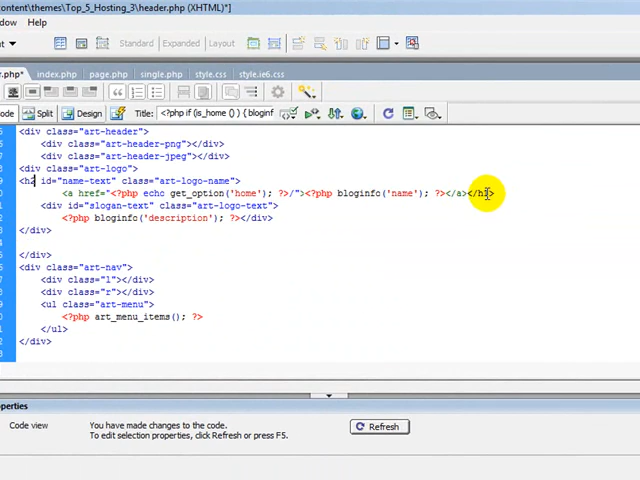 content\themes\Top_5_Hosting_3\header.php (XHTML*]
ndow Help
Standard Expanded Layout
r.php* index.php page.php single.php style.css style.ie6.css
Code Split Design Title: <?php if (is_home () ) { bloginf
<div class="art-header">
<div class="art-header-png"></div>
<div class="art-header-jpeg"></div>
<div class="art-logo">
<h2 id="name-text" class="art-logo-name">
<a href="<?php echo get_option('home'); ?>/"><?php bloginfo('name'); ?></a></h1>
<div id="slogan-text" class="art-logo-text">
<?php bloginfo('description'); ?></div>
</div>
</div>
<div class="art-nav">
<div class="l"></div>
<div class="r"></div>
<ul class="art-menu">
<?php art_menu_items(); ?>
</ul>
</div>
operties
Code view You have made changes to the code. Refresh
To edit selection properties, click Refresh or press F5.